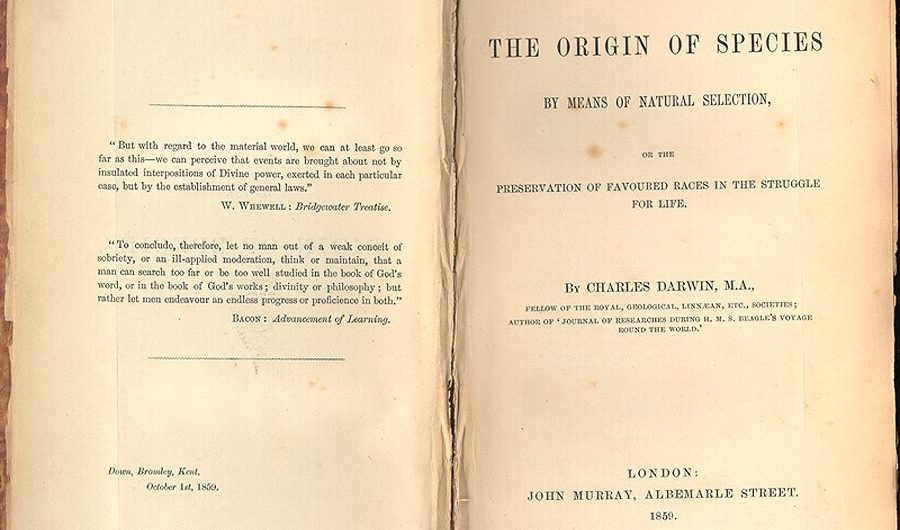 "But with regard to the material world, we can at least go so
far as this—we can perceive that events are brought about not by
insulated interpositions of Divine power, exerted in each particular
case, but by the establishment of general laws."
W. Whewell: Bridgewater Treatise.
"To conclude, therefore, let no man out of a weak conceit of
sobriety, or an ill-applied moderation, think or maintain, that a
man can search too far or be too well studied in the book of God's
word, or in the book of God's works; divinity or philosophy; but
rather let men endeavour an endless progress or proficience in both."
Bacon: Advancement of Learning.
Down, Bromley, Kent,
October 1st, 1859.
THE ORIGIN OF SPECIES
BY MEANS OF NATURAL SELECTION,
OR THE
PRESERVATION OF FAVOURED RACES IN THE STRUGGLE
FOR LIFE.
By CHARLES DARWIN, M.A.,
FELLOW OF THE ROYAL, GEOLOGICAL, LINNÆAN, ETC., SOCIETIES;
AUTHOR OF 'JOURNAL OF RESEARCHES DURING H. M. S. BEAGLE'S VOYAGE
ROUND THE WORLD.'
LONDON:
JOHN MURRAY, ALBEMARLE STREET.
1859.